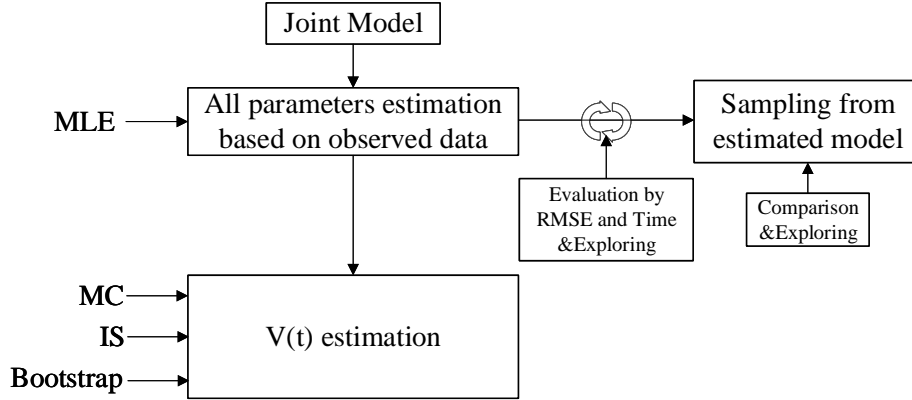 Joint Model
MLE
All parameters estimation
based on observed data
Sampling from
estimated model
Evaluation by
RMSE and Time
&Exploring
Comparison
&Exploring
MC
IS
Bootstrap
V(t) estimation